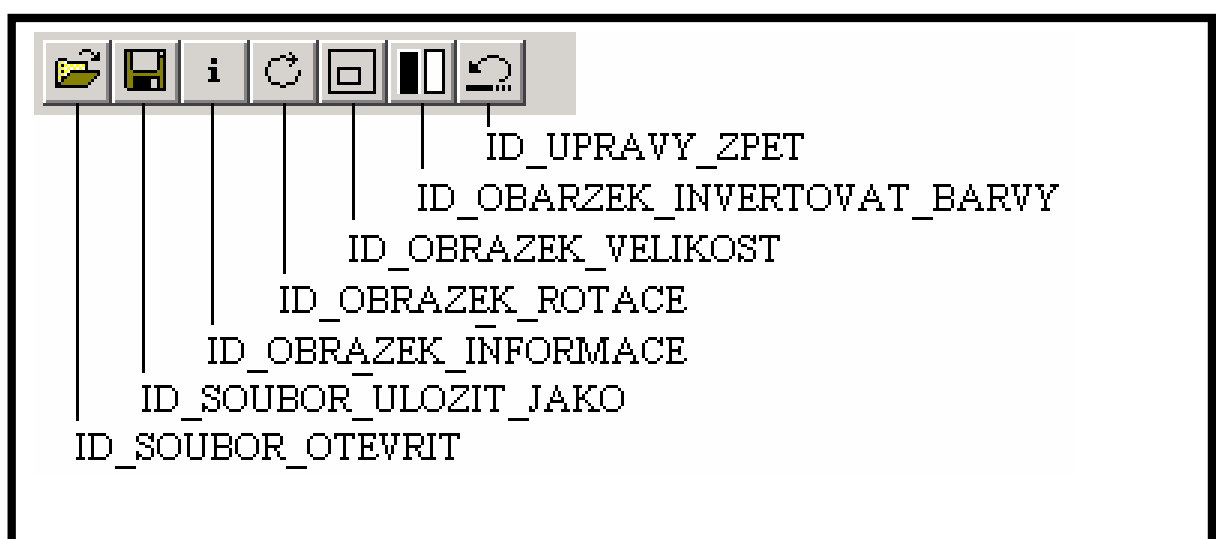 i
ID_UPRAVY_ZPET
ID_OBARZEK_INVERTOVAT_BARVY
ID_OBRAZEK_VELIKOST
ID_OBRAZEK_ROTACE
ID_OBRAZEK_INFORMACE
ID_SOUBOR_ULOZIT_JAKO
ID_SOUBOR_OTEVRIT